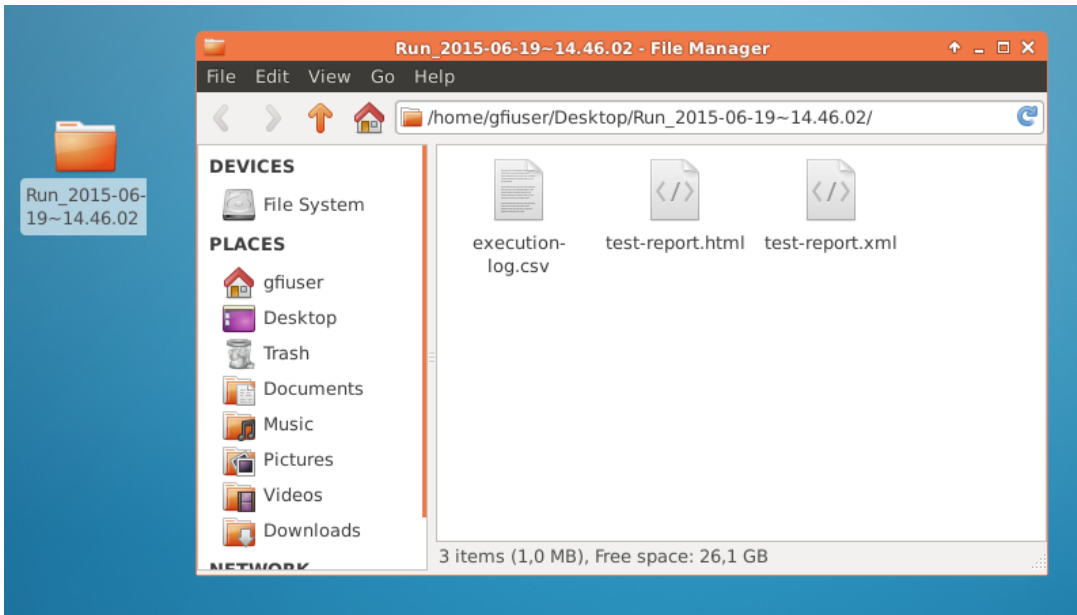 Run_2015-06-19~14.46.02 - File Manager
File Edit View Go Help
/home/gfiuser/Desktop/Run_2015-06-19~14.46.02/
Run_2015-06-
19~14.46.02
DEVICES
File System
PLACES
gfiuser
Desktop
Trash
Documents
Music
Pictures
Videos
Downloads
NETWORK
execution-
log.csv
test-report.html
test-report.xml
3 items (1,0 MB), Free space: 26,1 GB